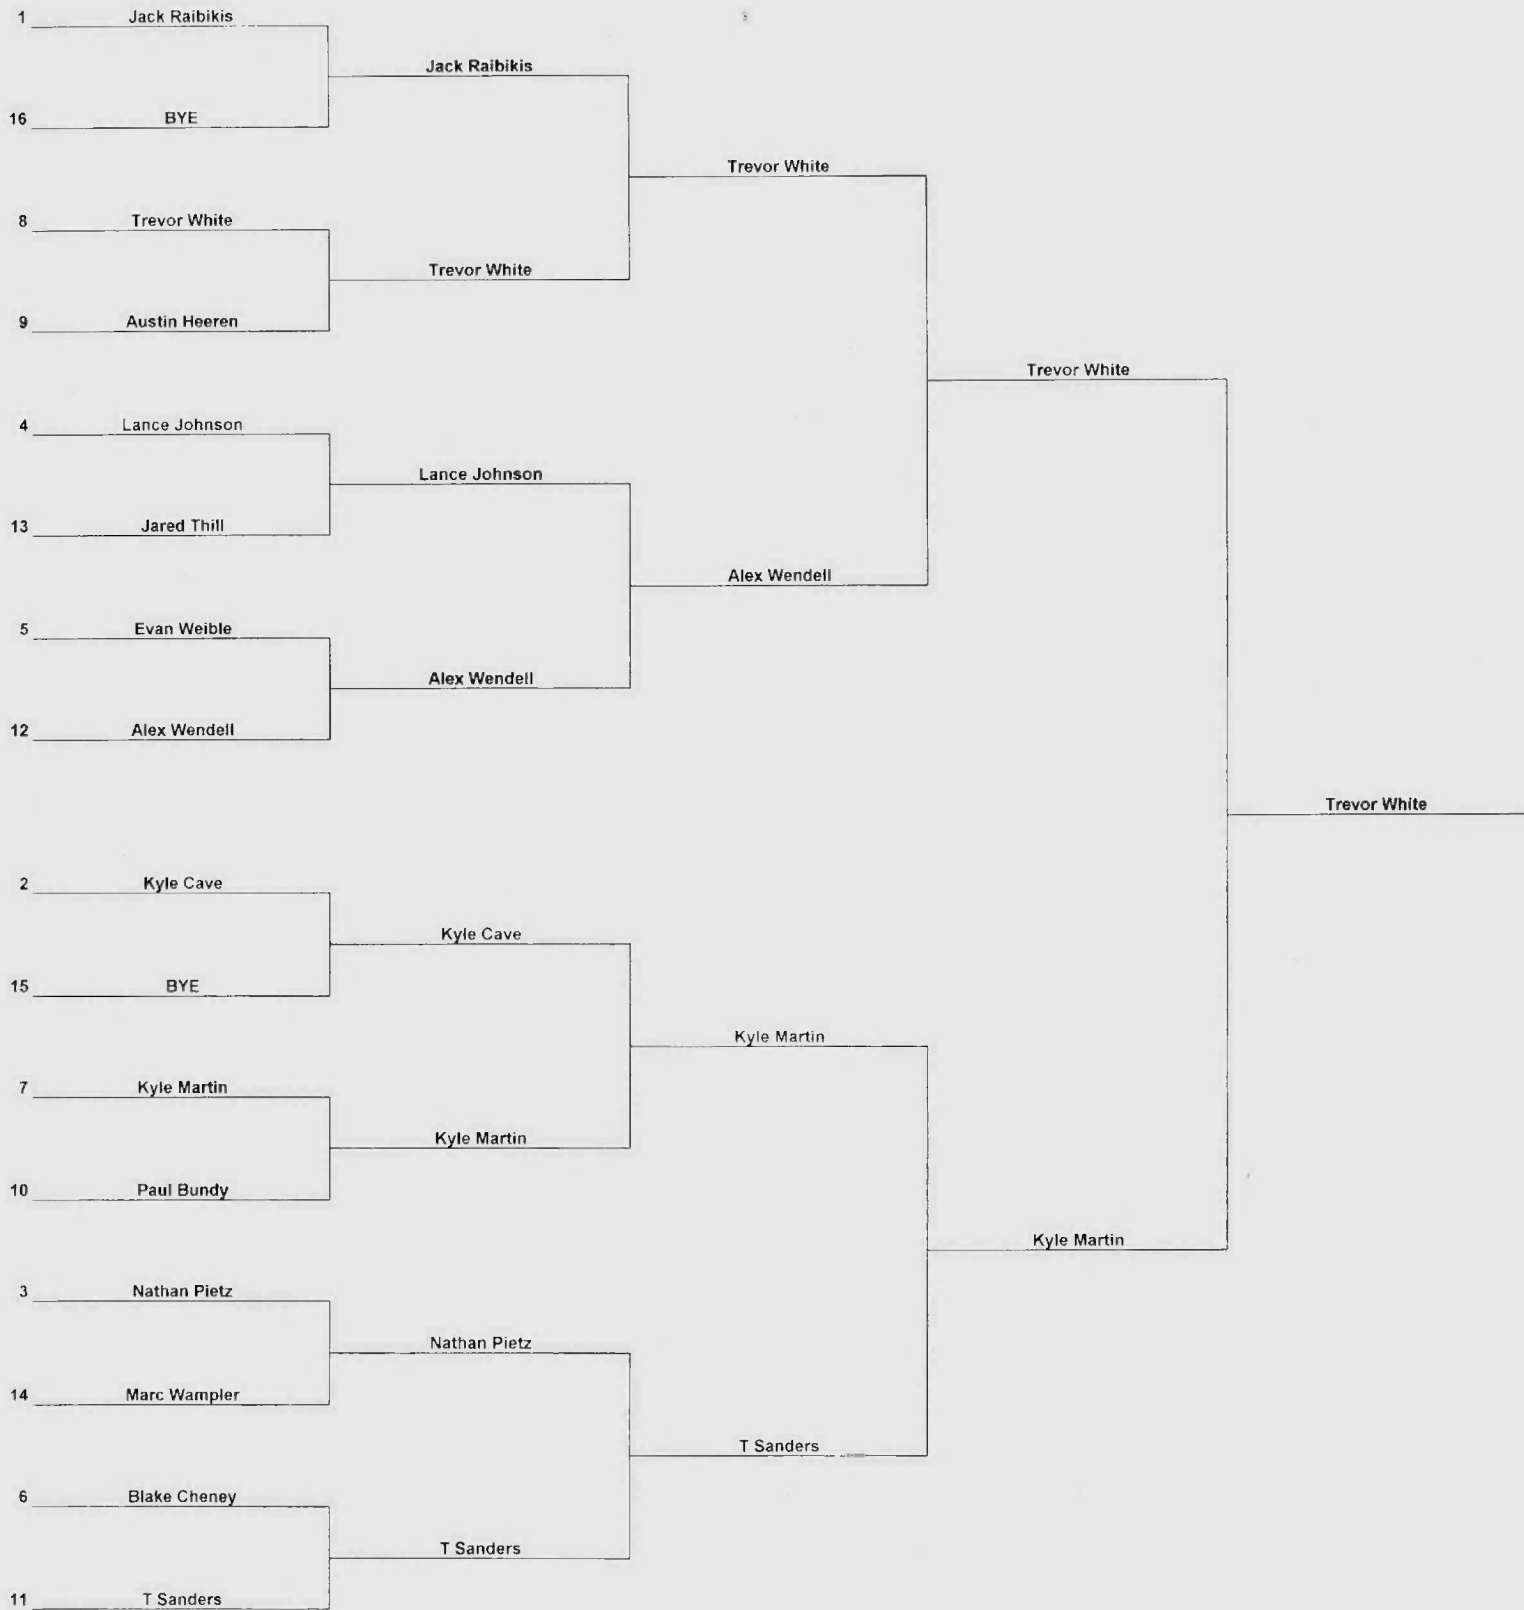 1 Jack Raibikis
Jack Raibikis
16 BYE
Trevor White
8 Trevor White
Trevor White
9 Austin Heeren
Trevor White
4 Lance Johnson
Lance Johnson
13 Jared Thill
Alex Wendell
5 Evan Weible
Alex Wendell
12 Alex Wendell
Trevor White
2 Kyle Cave
Kyle Cave
15 BYE
Kyle Martin
7 Kyle Martin
Kyle Martin
10 Paul Bundy
Kyle Martin
3 Nathan Pietz
Nathan Pietz
14 Marc Wampler
T Sanders
6 Blake Cheney
T Sanders
11 T Sanders